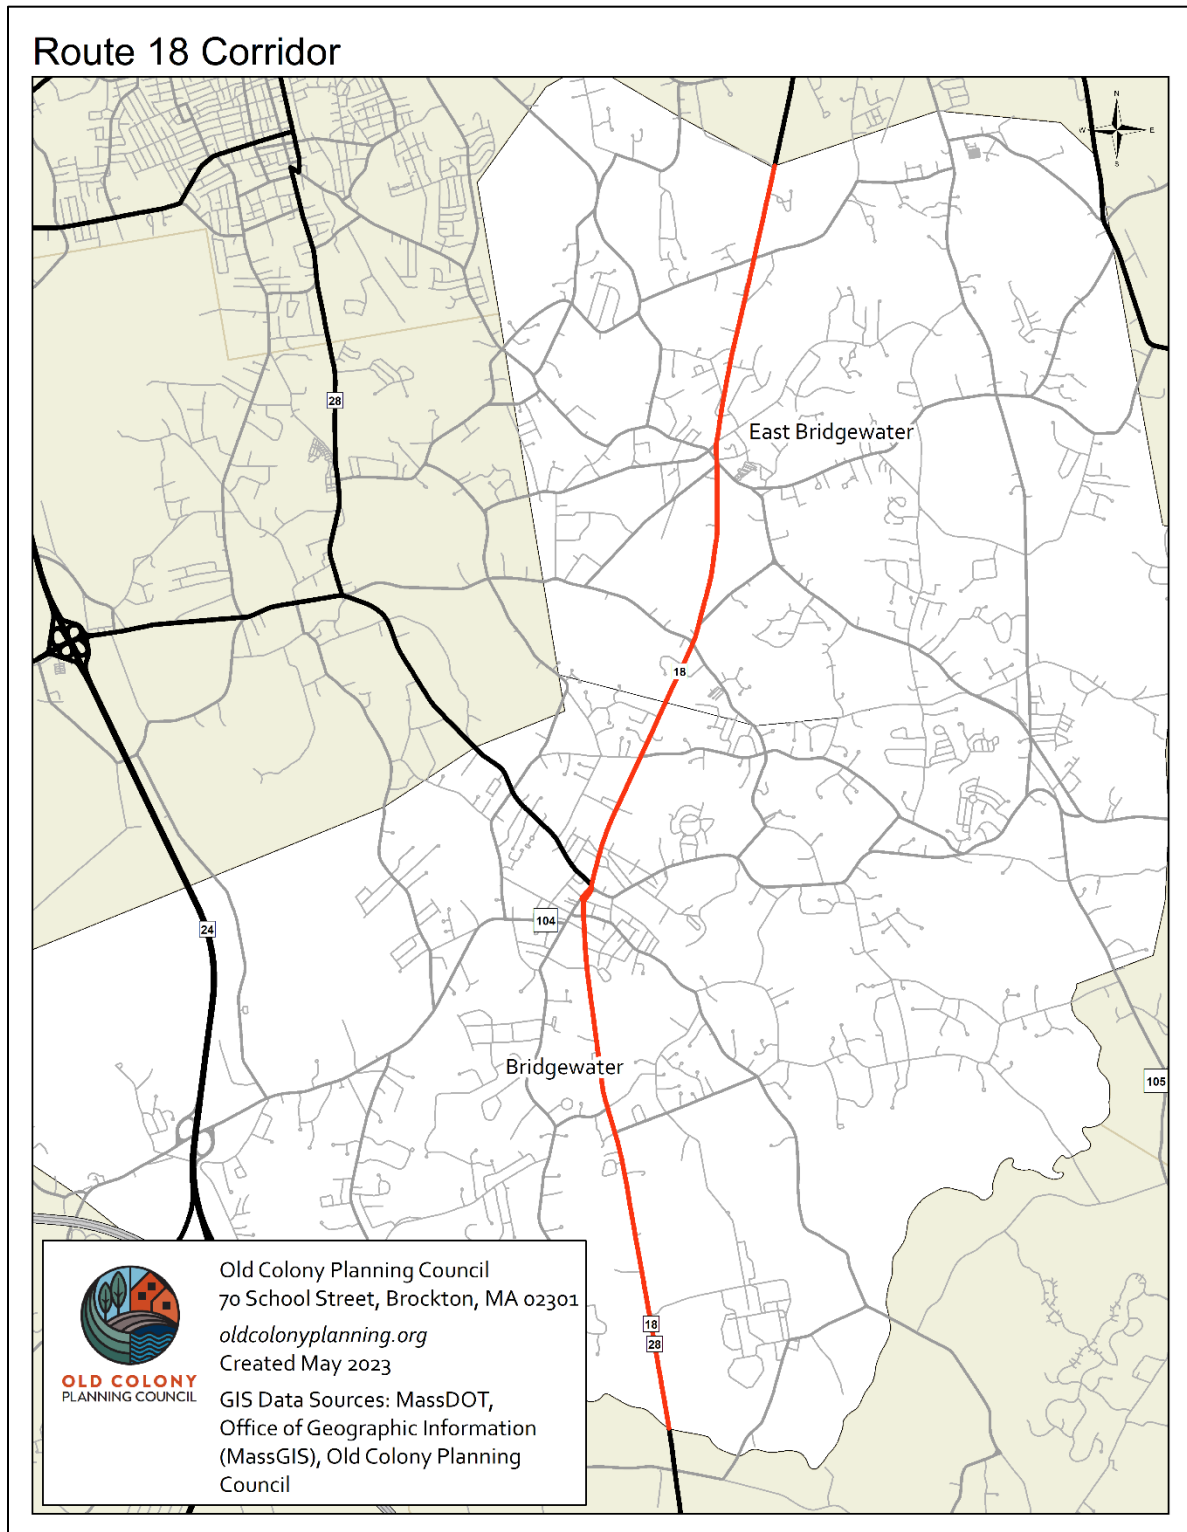 Route 18 Corridor
N
W E
S
28
East Bridgewater
18
104
24
Bridgewater
105
18
28
OLD COLONY
PLANNING COUNCIL
Old Colony Planning Council
70 School Street, Brockton, MA 02301
oldcolonyplanning.org
Created May 2023
GIS Data Sources: MassDOT,
Office of Geographic Information
(MassGIS), Old Colony Planning
Council